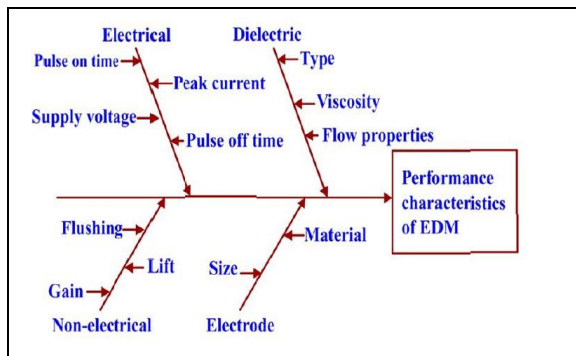 Electrical
Dielectric
Pulse on time
Type
Peak current
Viscosity
Supply voltage
Pulse off time
Flow properties
Performance
characteristics
of EDM
Flushing
Material
Lift
Size
Gain
Non-electrical
Electrode